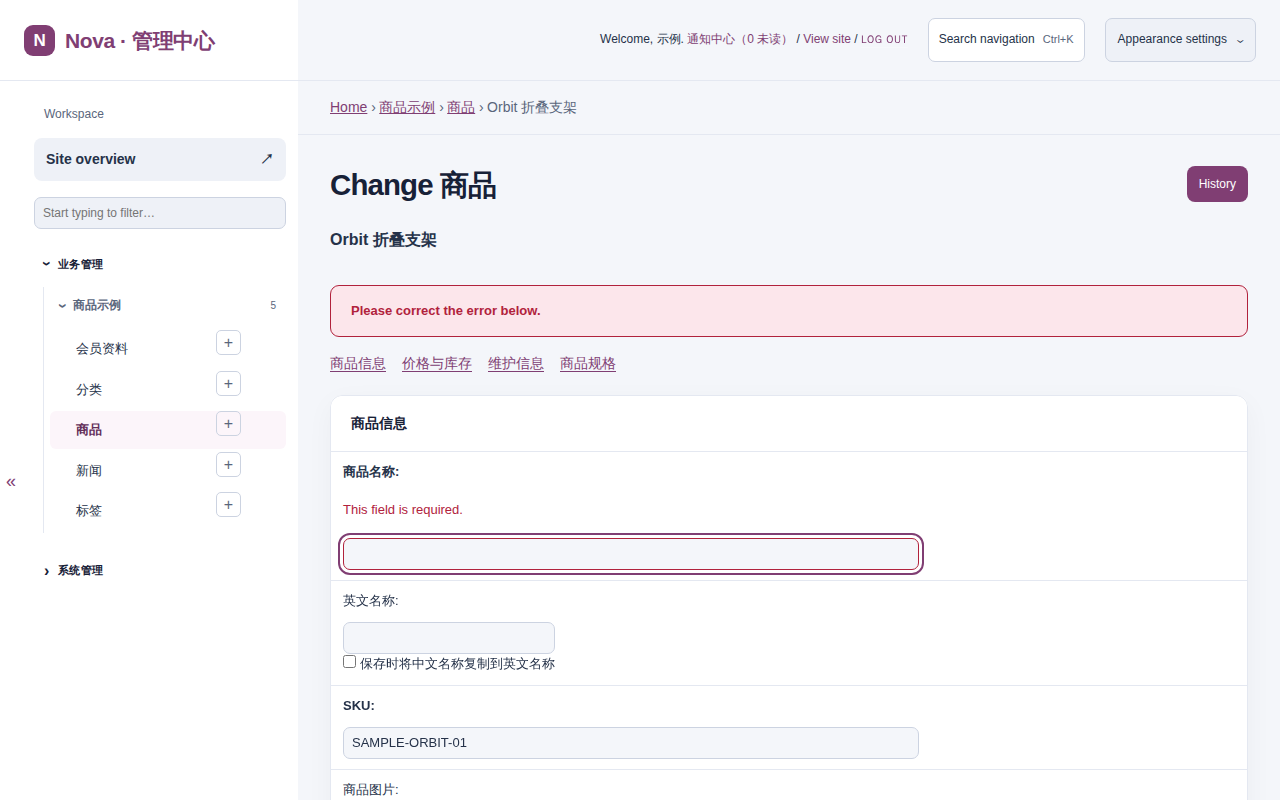 N Nova · 管理中心
Welcome, 示例. 通知中心（0 未读） / View site / LOG OUT
Search navigation Ctrl+K
Appearance settings
Workspace
Site overview ↗
Start typing to filter…
业务管理
商品示例 5
会员资料 +
分类 +
商品 +
新闻 +
标签 +
系统管理
«
Home › 商品示例 › 商品 › Orbit 折叠支架
Change 商品
History
Orbit 折叠支架
Please correct the error below.
商品信息 价格与库存 维护信息 商品规格
商品信息
商品名称:
This field is required.
英文名称:
保存时将中文名称复制到英文名称
SKU:
SAMPLE-ORBIT-01
商品图片: